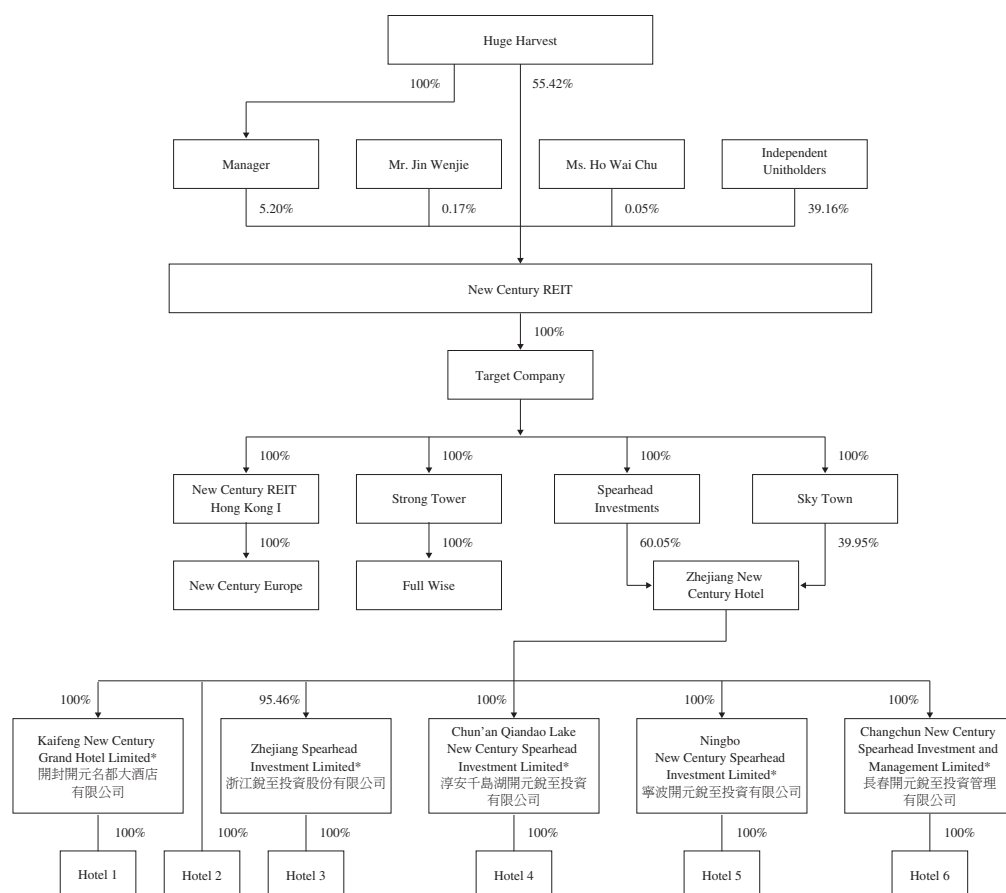 Huge Harvest
100%
55.42%
Manager
Mr. Jin Wenjie
Ms. Ho Wai Chu
Independent
Unitholders
5.20%
0.17%
0.05%
39.16%
New Century REIT
100%
Target Company
100%
100%
100%
100%
New Century REIT
Hong Kong I
Strong Tower
Spearhead
Investments
Sky Town
100%
100%
60.05%
39.95%
New Century Europe
Full Wise
Zhejiang New
Century Hotel
100%
95.46%
100%
100%
100%
Kaifeng New Century
Grand Hotel Limited*
開封開元名都大酒店
有限公司
Zhejiang Spearhead
Investment Limited*
浙江銳至投資股份有限公司
Chun’an Qiandao Lake
New Century Spearhead
Investment Limited*
淳安千島湖開元銳至投資
有限公司
Ningbo
New Century Spearhead
Investment Limited*
寧波開元銳至投資有限公司
Changchun New Century
Spearhead Investment and
Management Limited*
長春開元銳至投資管理
有限公司
100%
100%
100%
100%
100%
100%
Hotel 1
Hotel 2
Hotel 3
Hotel 4
Hotel 5
Hotel 6